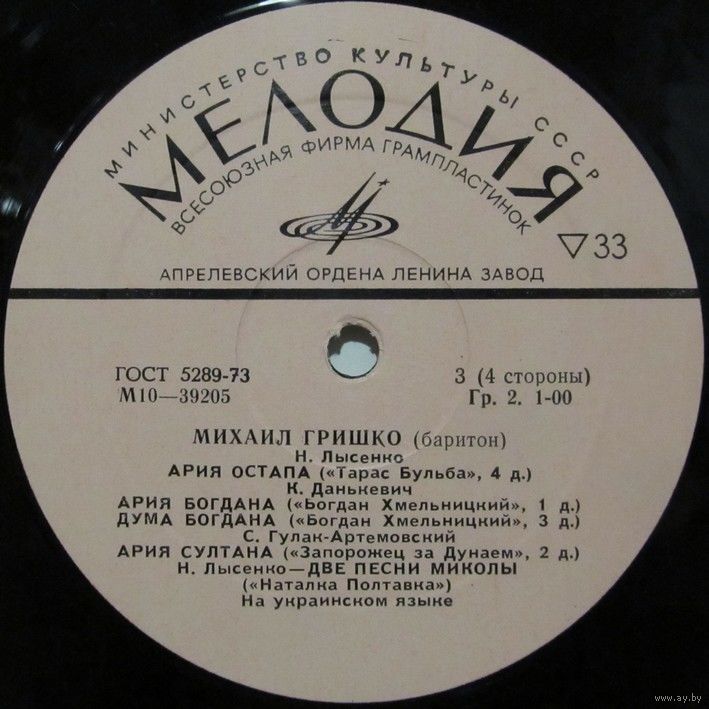 МИНИСТЕРСТВО КУЛЬТУРЫ СССР
МЕЛОДИЯ
ВСЕСОЮЗНАЯ ФИРМА ГРАМПЛАСТИНОК
33
АПРЕЛЕВСКИЙ ОРДЕНА ЛЕНИНА ЗАВОД
ГОСТ 5289-73
М10—39205
3 (4 стороны)
Гр. 2. 1-00
МИХАИЛ ГРИШКО (баритон)
Н. Лысенко
АРИЯ ОСТАПА («Тарас Бульба», 4 д.)
К. Данькевич
АРИЯ БОГДАНА («Богдан Хмельницкий», 1 д.)
ДУМА БОГДАНА («Богдан Хмельницкий», 3 д.)
С. Гулак-Артемовский
АРИЯ СУЛТАНА («Запорожец за Дунаем», 2 д.)
Н. Лысенко—ДВЕ ПЕСНИ МИКОЛЫ
(«Наталка Полтавка»)
На украинском языке
www.ay.by